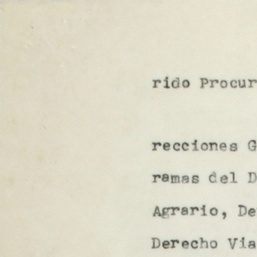 rido Procur
recciones G
ramas del D
Agrario, De
Derecho Via